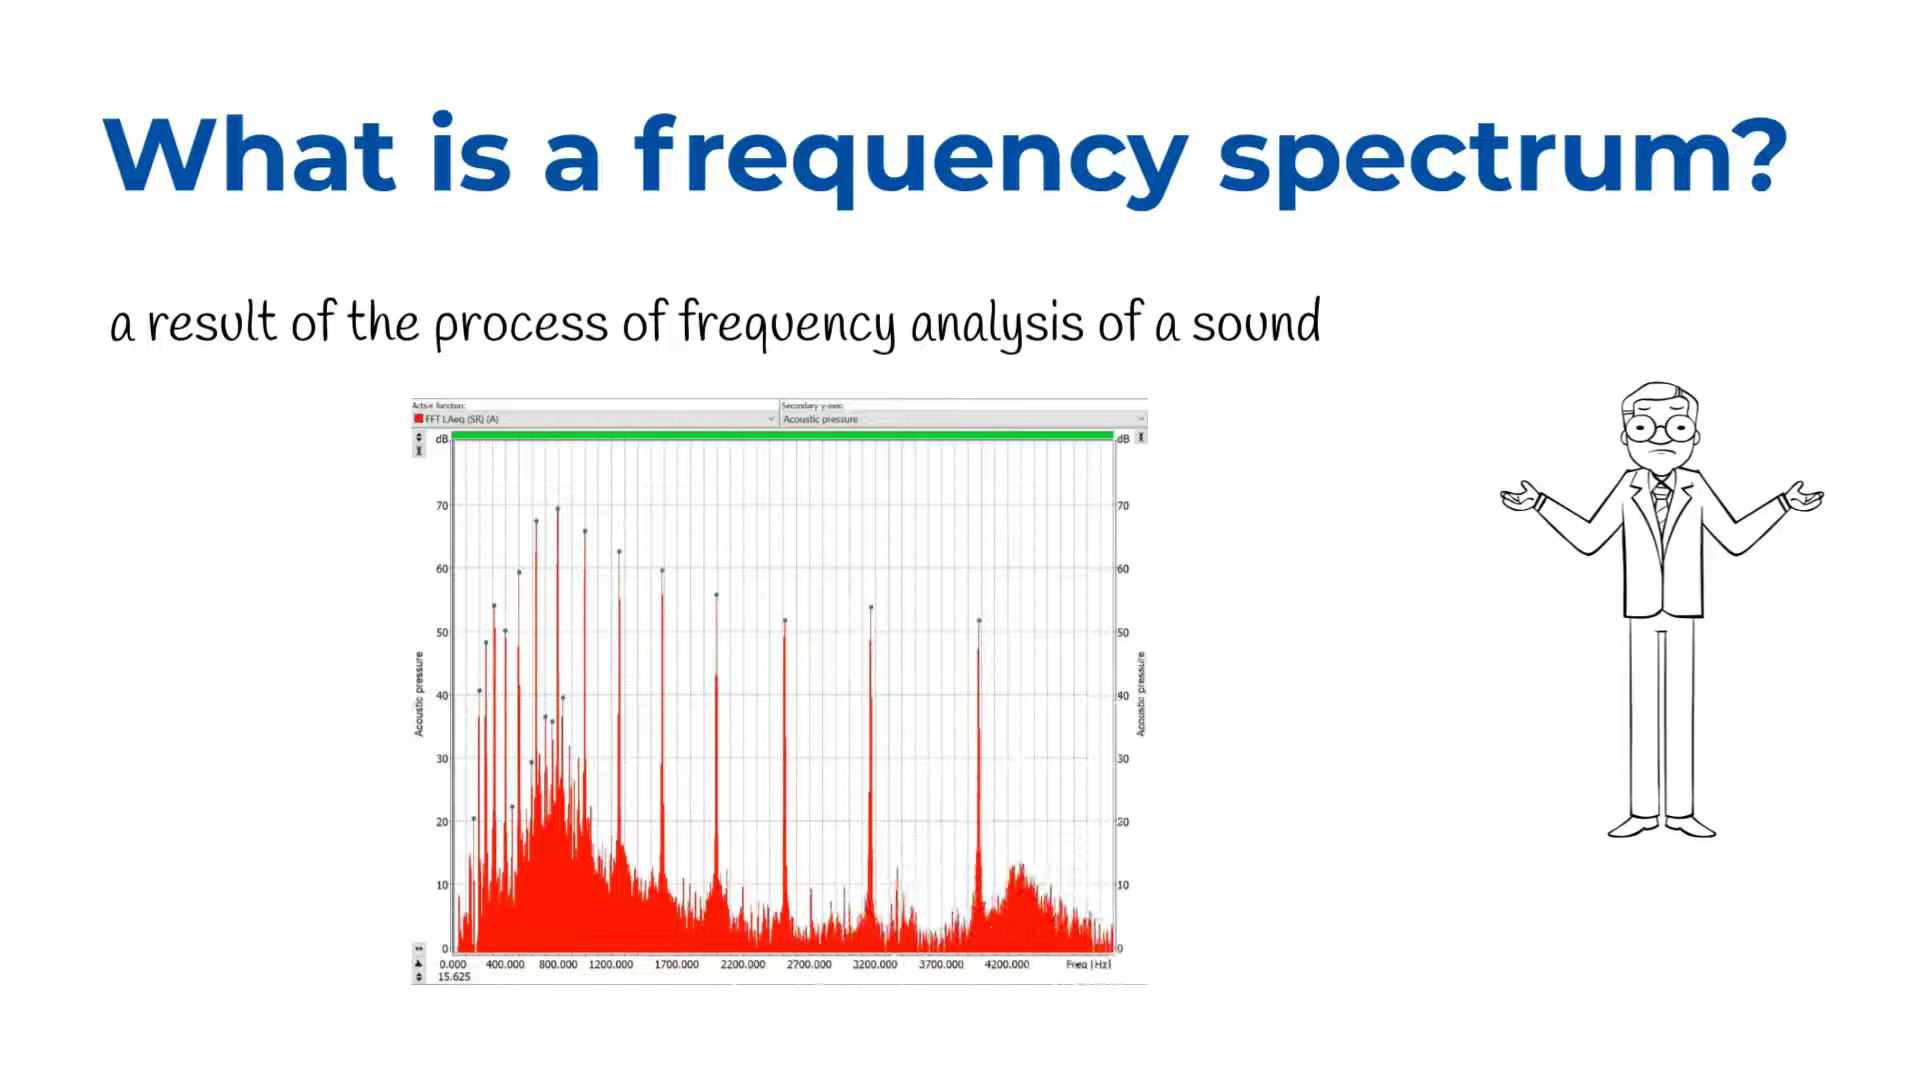 What is a frequency spectrum?
a result of the process of frequency analysis of a sound
Active function: Secondary y-axis:
FFT LAeq (SR) (A) Acoustic pressure
dB dB
70 70
60 60
50 50
Acoustic pressure Acoustic pressure
40 40
30 30
20 20
10 10
0 0
0.000 400.000 800.000 1200.000 1700.000 2200.000 2700.000 3200.000 3700.000 4200.000 Freq [Hz]
15.625